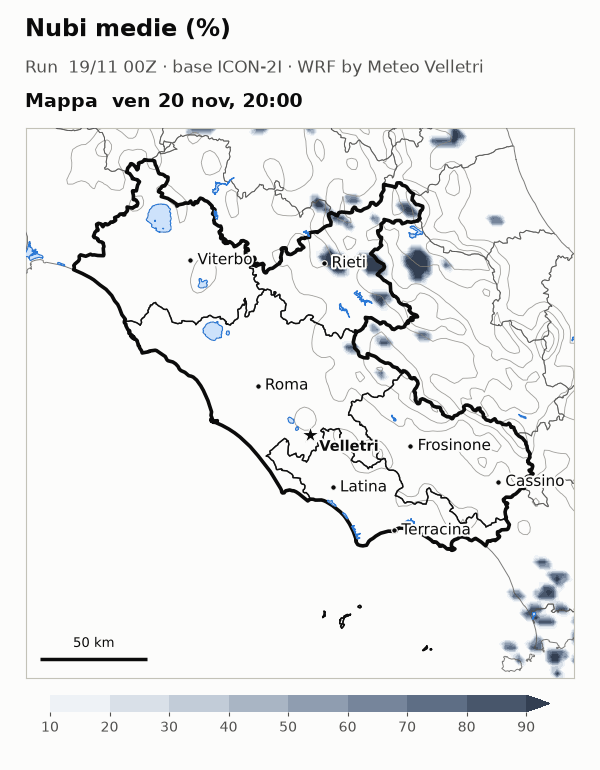 Nubi medie (%)
Run  19/11 00Z · base ICON-2I · WRF by Meteo Velletri
Mappa  ven 20 nov, 20:00
Viterbo
Rieti
Roma
Velletri
Frosinone
Latina
Cassino
Terracina
50 km
10 20 30 40 50 60 70 80 90